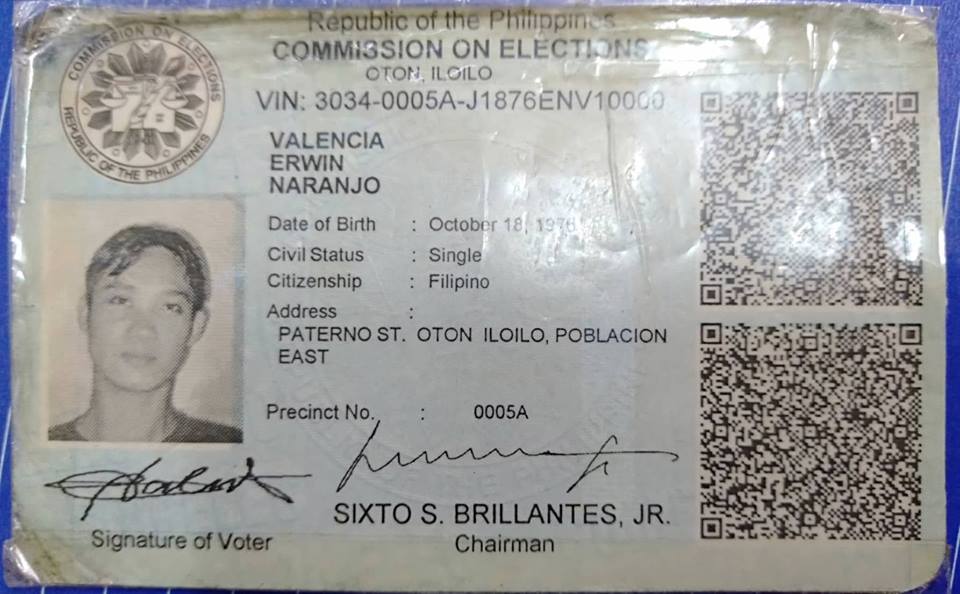 COMMISSION ON ELECTIONS
REPUBLIC OF THE PHILIPPINES
Republic of the Philippines
COMMISSION ON ELECTIONS
OTON, ILOILO
VIN: 3034-0005A-J1876ENV10000
VALENCIA
ERWIN
NARANJO
Date of Birth : October 18, 1976
Civil Status : Single
Citizenship : Filipino
Address :
PATERNO ST. OTON ILOILO, POBLACION
EAST
Precinct No. : 0005A
SIXTO S. BRILLANTES, JR.
Signature of Voter
Chairman